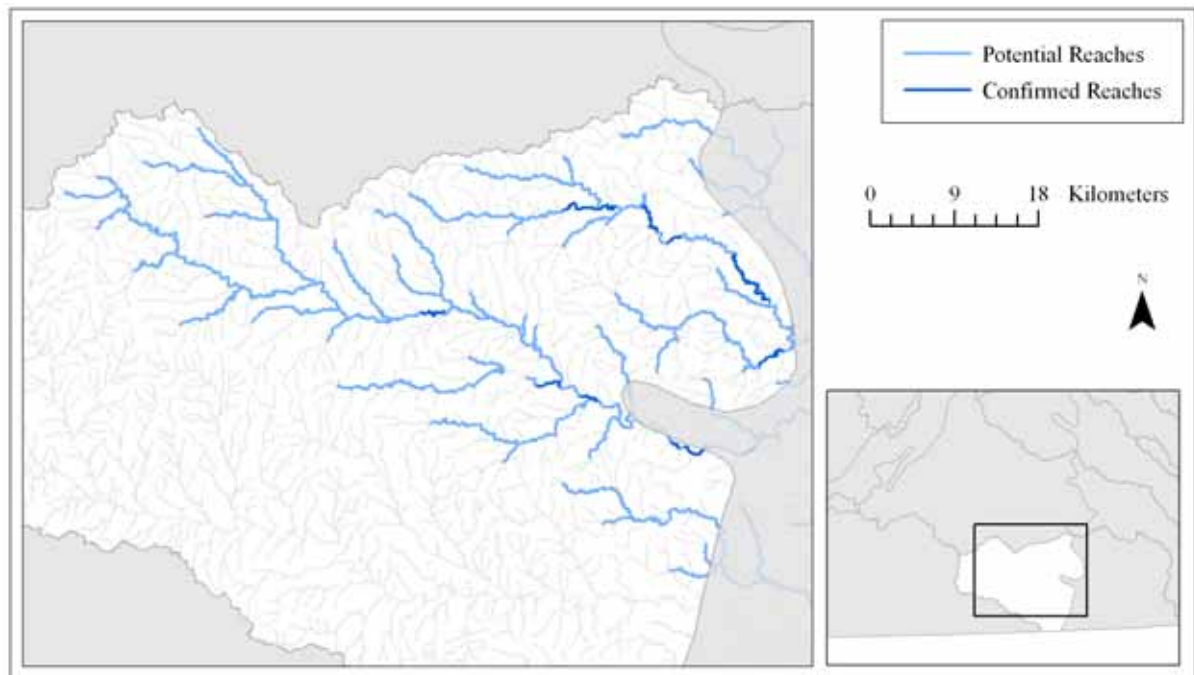 Potential Reaches
Confirmed Reaches
0 9 18 Kilometers
N